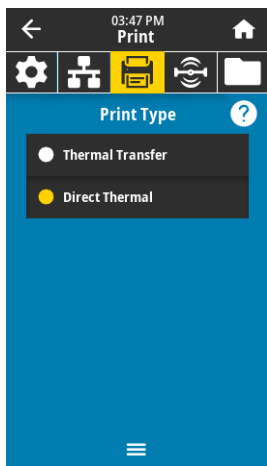 03:47 PM
Print
Print Type
?
Thermal Transfer
Direct Thermal